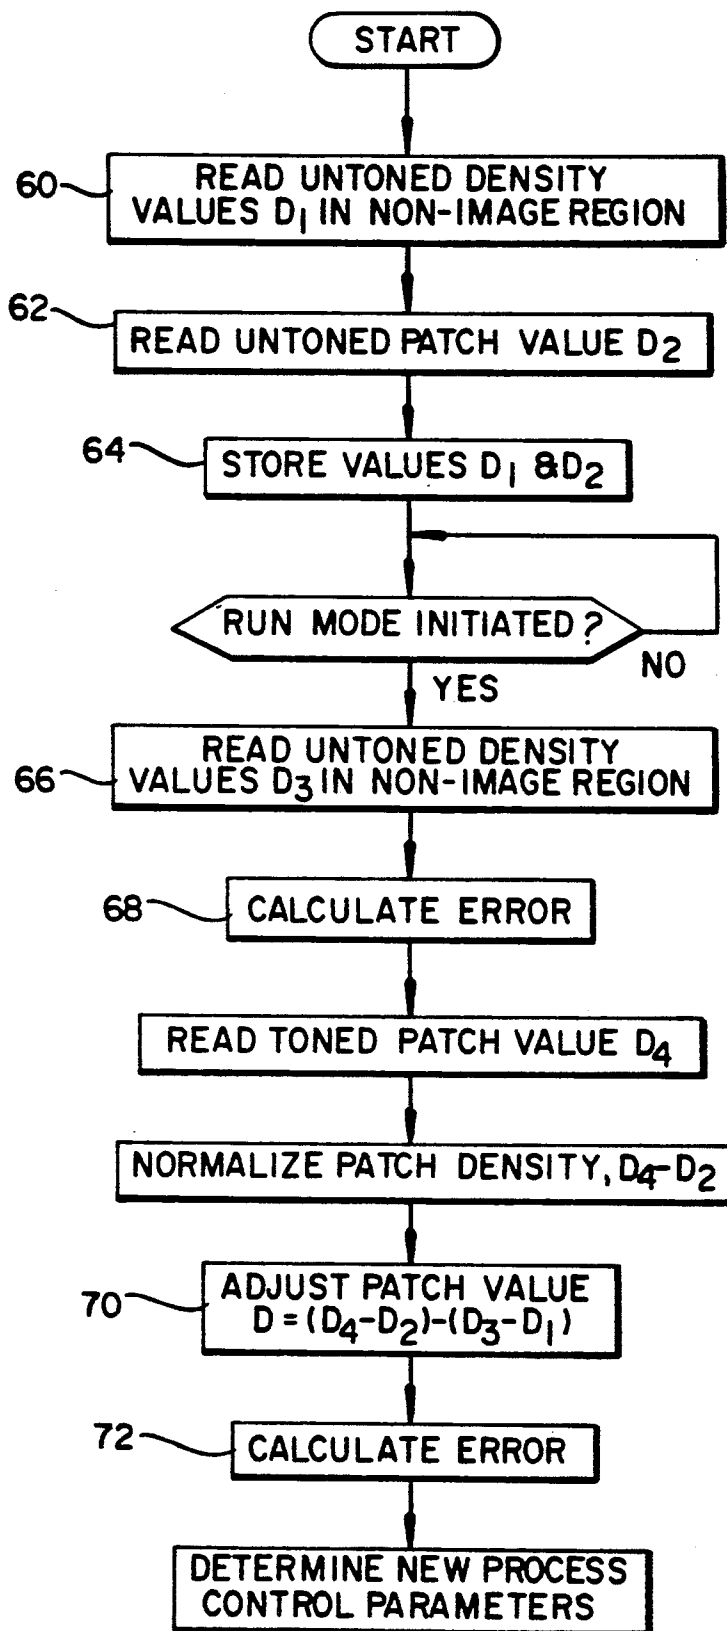 START
60
READ UNTONED DENSITY
VALUES D1 IN NON-IMAGE REGION
62
READ UNTONED PATCH VALUE D2
64
STORE VALUES D1 &D2
RUN MODE INITIATED?
NO
YES
66
READ UNTONED DENSITY
VALUES D3 IN NON-IMAGE REGION
68
CALCULATE ERROR
READ TONED PATCH VALUE D4
NORMALIZE PATCH DENSITY, D4-D2
70
ADJUST PATCH VALUE
D = (D4-D2)-(D3-D1)
72
CALCULATE ERROR
DETERMINE NEW PROCESS
CONTROL PARAMETERS